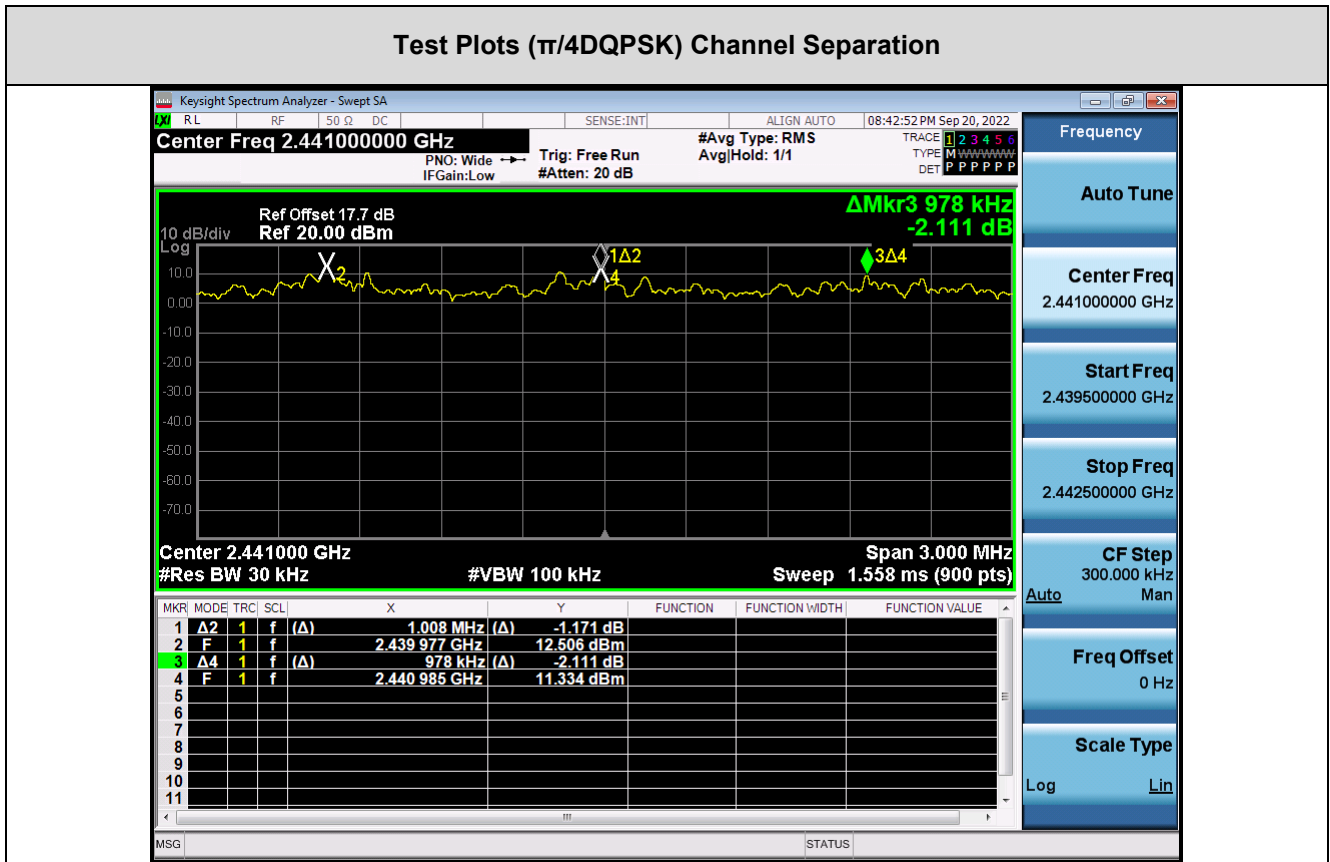 Test Plots (π/4DQPSK) Channel Separation
Keysight Spectrum Analyzer - Swept SA
LXI RL RF 50 Ω DC SENSE:INT ALIGN AUTO 08:42:52 PM Sep 20, 2022
Center Freq 2.441000000 GHz
PNO: Wide
IFGain:Low
Trig: Free Run
#Atten: 20 dB
#Avg Type: RMS
Avg|Hold: 1/1
TRACE 1 2 3 4 5 6
TYPE M WWWWW
DET P P P P P P
ΔMkr3 978 kHz
-2.111 dB
Ref Offset 17.7 dB
10 dB/div Ref 20.00 dBm
Log
10.0
0.00
-10.0
-20.0
-30.0
-40.0
-50.0
-60.0
-70.0
2
1Δ2
4
3Δ4
Center 2.441000 GHz Span 3.000 MHz
#Res BW 30 kHz #VBW 100 kHz Sweep 1.558 ms (900 pts)
MKR MODE TRC SCL X Y FUNCTION FUNCTION WIDTH FUNCTION VALUE
1 Δ2 1 f (Δ) 1.008 MHz (Δ) -1.171 dB
2 F 1 f 2.439 977 GHz 12.506 dBm
3 Δ4 1 f (Δ) 978 kHz (Δ) -2.111 dB
4 F 1 f 2.440 985 GHz 11.334 dBm
5
6
7
8
9
10
11
MSG STATUS
Frequency
Auto Tune
Center Freq
2.441000000 GHz
Start Freq
2.439500000 GHz
Stop Freq
2.442500000 GHz
CF Step
300.000 kHz
Auto Man
Freq Offset
0 Hz
Scale Type
Log Lin